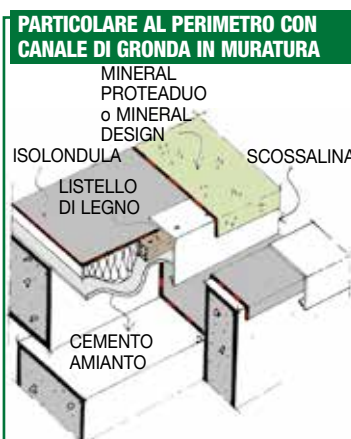 PARTICOLARE AL PERIMETRO CON
CANALE DI GRONDA IN MURATURA
MINERAL
PROTEADUO
o MINERAL
DESIGN
ISOLONDULA
SCOSSALINA
LISTELLO
DI LEGNO
CEMENTO
AMIANTO